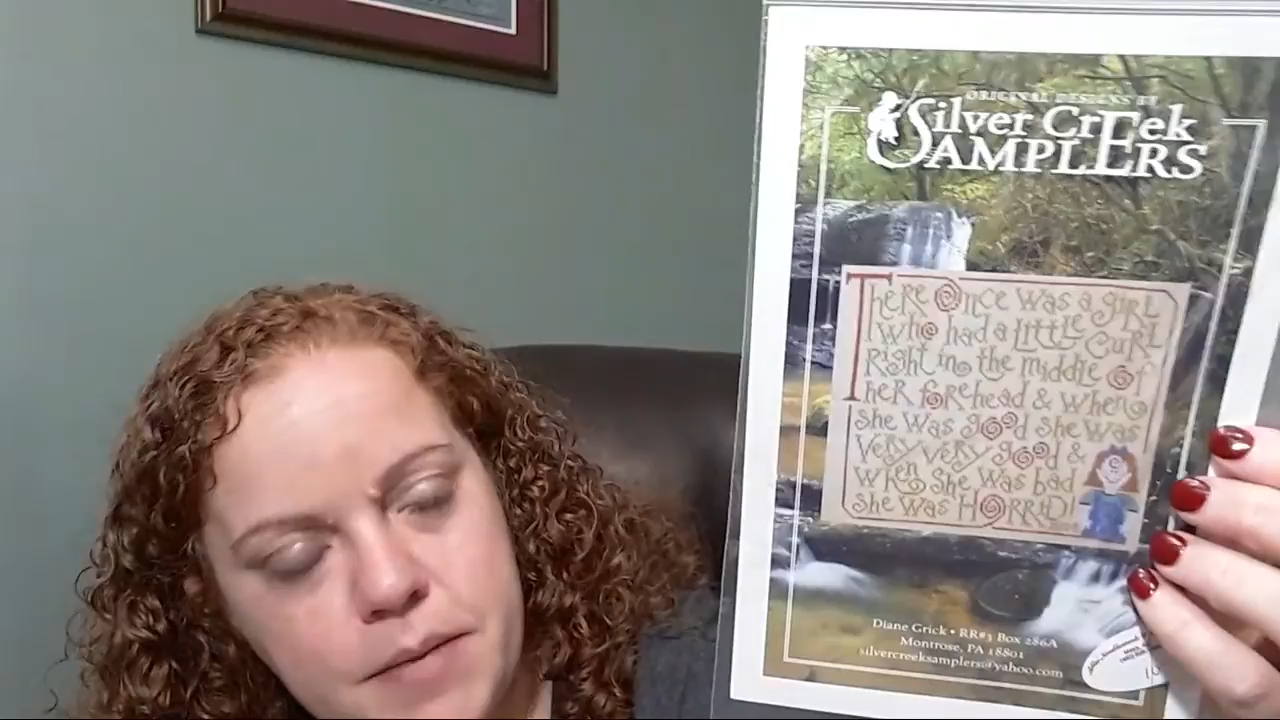 ORIGINAL DESIGNS BY
Silver CrEek
SAMPLERS
There Once was a girl
Who had a little curl
Right in the middle of
her forehead & when
she was good she was
very very good &
when she was bad
she was HORRID!
Diane Grick • RR#3 Box 286A
Montrose, PA 18801
silvercreeksamplers@yahoo.com